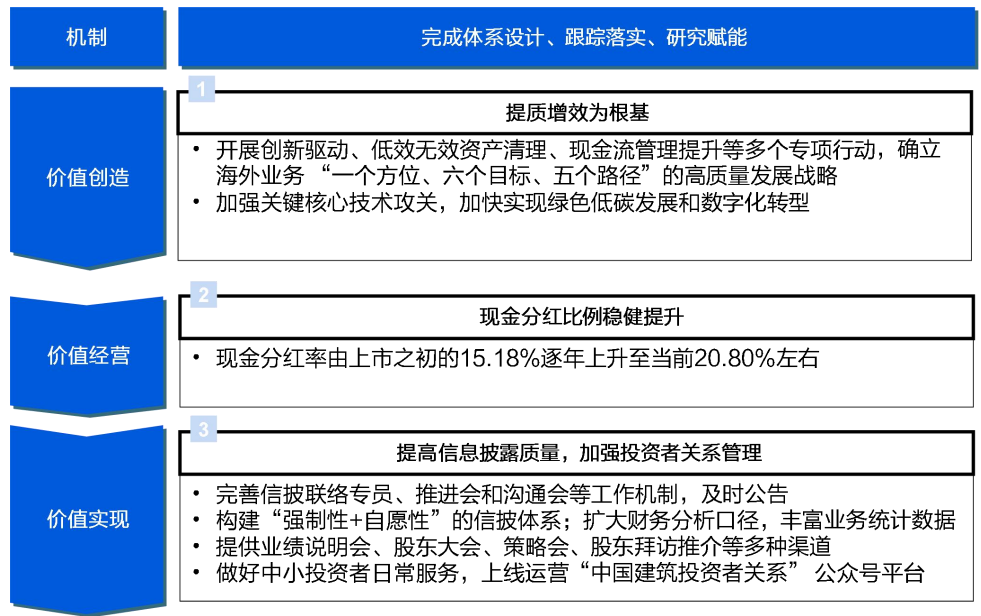 机制
完成体系设计、跟踪落实、研究赋能
价值创造
1
提质增效为根基
• 开展创新驱动、低效无效资产清理、现金流管理提升等多个专项行动，确立
海外业务 “一个方位、六个目标、五个路径”的高质量发展战略
• 加强关键核心技术攻关，加快实现绿色低碳发展和数字化转型
价值经营
2
现金分红比例稳健提升
• 现金分红率由上市之初的15.18%逐年上升至当前20.80%左右
价值实现
3
提高信息披露质量，加强投资者关系管理
• 完善信披联络专员、推进会和沟通会等工作机制，及时公告
• 构建“强制性+自愿性”的信披体系；扩大财务分析口径，丰富业务统计数据
• 提供业绩说明会、股东大会、策略会、股东拜访推介等多种渠道
• 做好中小投资者日常服务，上线运营“中国建筑投资者关系” 公众号平台